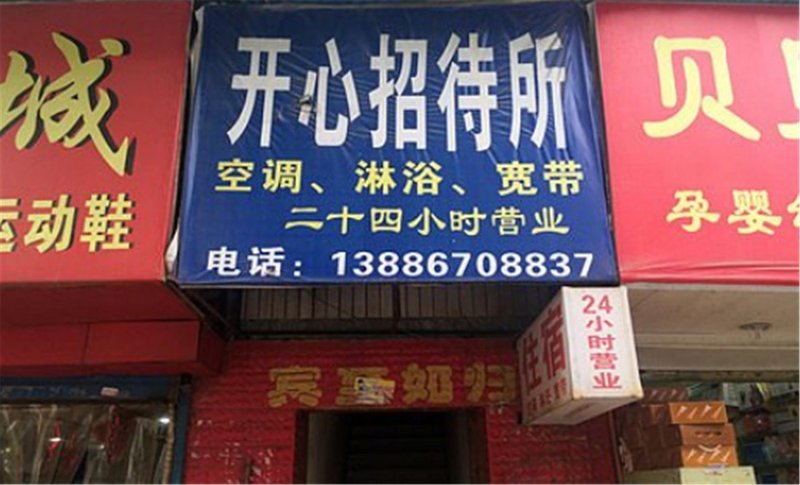 城
运动鞋
开心招待所
空调、淋浴、宽带
二十四小时营业
电话：13886708837
贝
孕婴
24小时营业
住宿
宾至如归